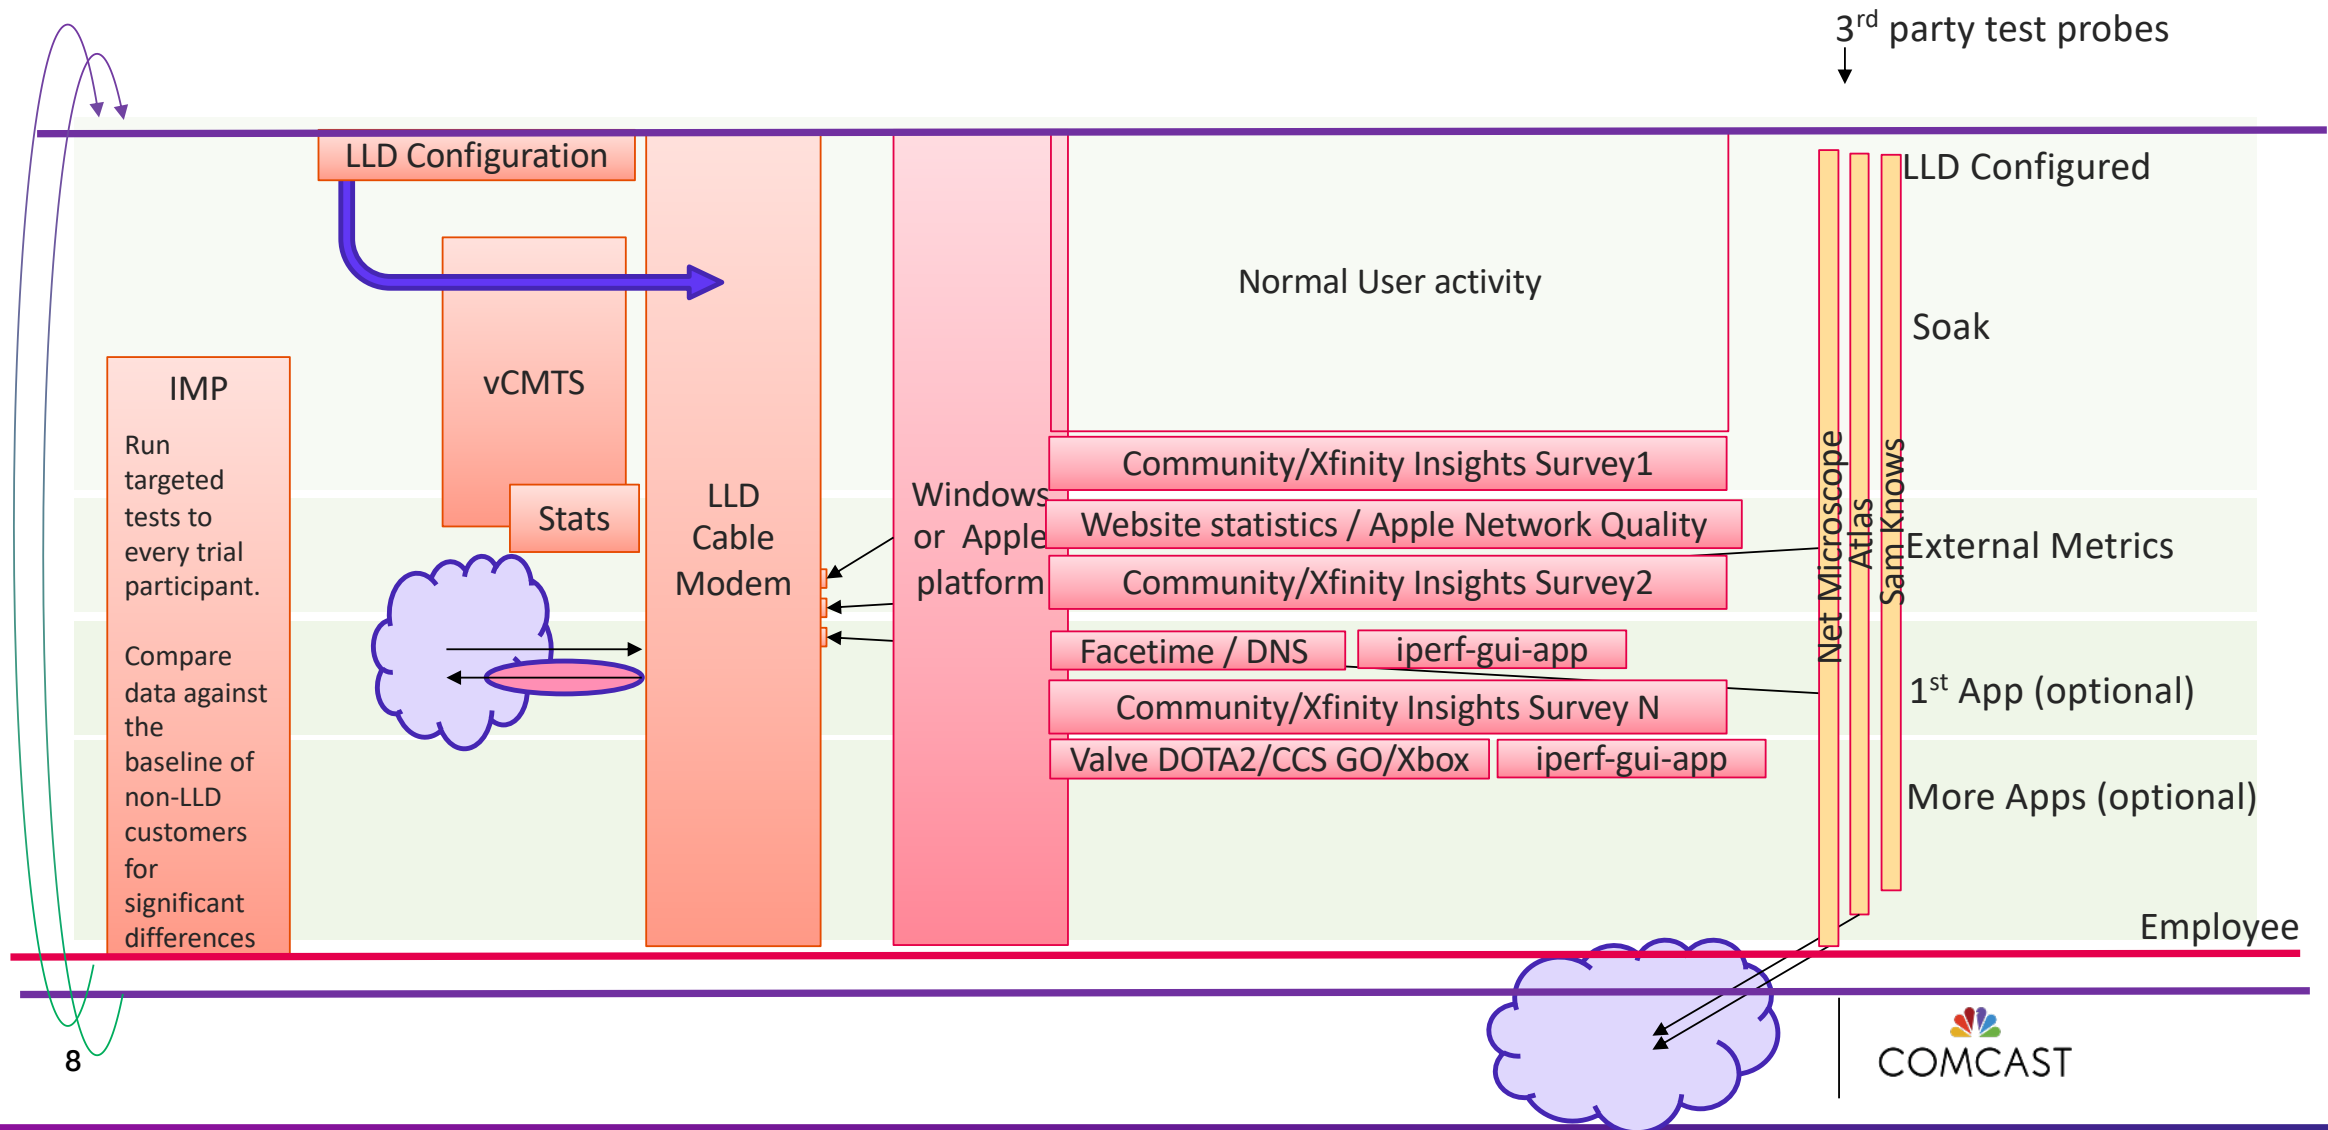 3rd party test probes
LLD Configuration
LLD Configured
Normal User activity
Soak
vCMTS
IMP
Run
targeted
tests to
every trial
participant.
Compare
data against
the
baseline of
non-LLD
customers
for
significant
differences
Stats
LLD
Cable
Modem
Windows
or Apple
platform
Community/Xfinity Insights Survey1
Website statistics / Apple Network Quality
Community/Xfinity Insights Survey2
Facetime / DNS
iperf-gui-app
Community/Xfinity Insights Survey N
Valve DOTA2/CCS GO/Xbox
iperf-gui-app
Net Microscope
Atlas
Sam Knows
External Metrics
1st App (optional)
More Apps (optional)
Employee
8
COMCAST